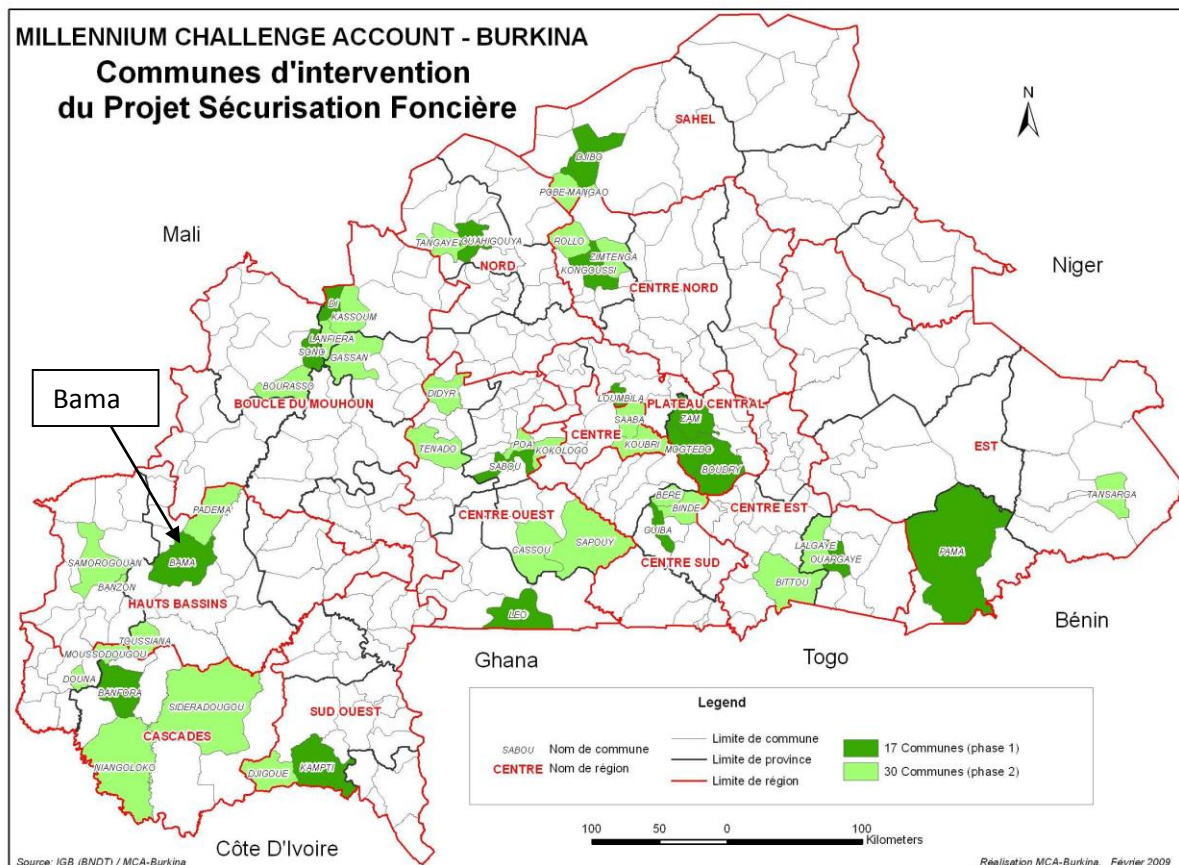 MILLENNIUM CHALLENGE ACCOUNT - BURKINA
Communes d'intervention
du Projet Sécurisation Foncière
N
SAHEL
DJIBO
POBE-MANGAO
Mali
TANGAYE
OUAHIGOUYA
NORD
ROLLO
ZIMTENGA
KONGOUSSI
CENTRE NORD
Niger
DI
KASSOUM
LANFIERA
SONO
GASSAN
BOURASSO
BOUCLE DU MOUHOUN
Bama
DIDYR
TENADO
LOUMBILA
PLATEAU CENTRAL
SAABA
ZAM
CENTRE
KOUBRI
MOGTEDO
BOUDRY
POA
KOKOLOGO
SABOU
EST
TANSARGA
PADEMA
BERE
BINDE
CENTRE EST
CENTRE OUEST
GUIBA
SAPOUY
CASSOU
SAMOROGOUAN
BAMA
BANZON
HAUTS BASSINS
CENTRE SUD
LALGAYE
OUARGAYE
BITTOU
PAMA
LEO
Bénin
TOUSSIANA
MOUSSODOUGOU
DOUNA
BANFORA
SIDERADOUGOU
CASCADES
NIANGOLOKO
SUD OUEST
DJIGOUE
KAMPTI
Ghana
Togo
Côte D'Ivoire
Legend
SABOU Nom de commune
CENTRE Nom de région
Limite de commune
Limite de province
Limite de région
17 Communes (phase 1)
30 Communes (phase 2)
100 50 0 100
Kilometers
Source: IGB (BNDT) / MCA-Burkina
Réalisation MCA-Burkina, Février 2009